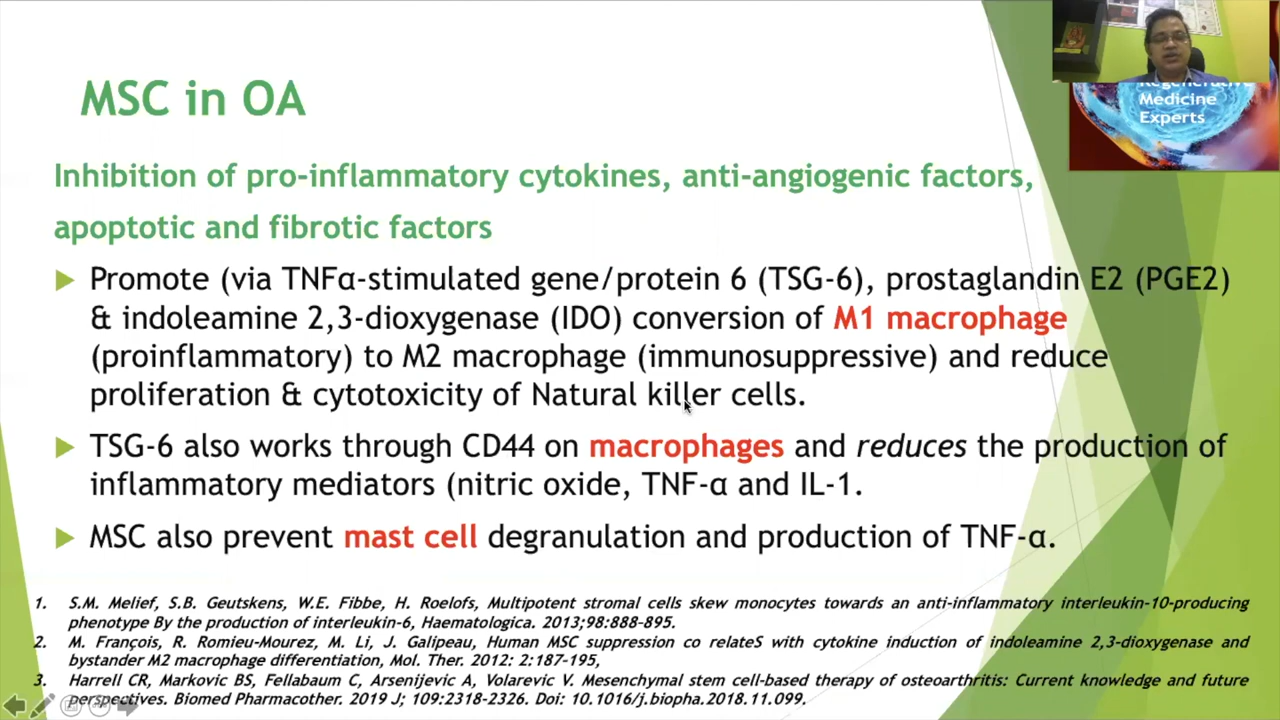 Regenerative
Medicine
Experts
MSC in OA
Inhibition of pro-inflammatory cytokines, anti-angiogenic factors,
apoptotic and fibrotic factors
Promote (via TNFα-stimulated gene/protein 6 (TSG-6), prostaglandin E2 (PGE2)
& indoleamine 2,3-dioxygenase (IDO) conversion of M1 macrophage
(proinflammatory) to M2 macrophage (immunosuppressive) and reduce
proliferation & cytotoxicity of Natural killer cells.
TSG-6 also works through CD44 on macrophages and reduces the production of
inflammatory mediators (nitric oxide, TNF-α and IL-1.
MSC also prevent mast cell degranulation and production of TNF-α.
1. S.M. Melief, S.B. Geutskens, W.E. Fibbe, H. Roelofs, Multipotent stromal cells skew monocytes towards an anti-inflammatory interleukin-10-producing
phenotype By the production of interleukin-6, Haematologica. 2013;98:888-895.
2. M. François, R. Romieu-Mourez, M. Li, J. Galipeau, Human MSC suppression co relateS with cytokine induction of indoleamine 2,3-dioxygenase and
bystander M2 macrophage differentiation, Mol. Ther. 2012: 2:187-195,
3. Harrell CR, Markovic BS, Fellabaum C, Arsenijevic A, Volarevic V. Mesenchymal stem cell-based therapy of osteoarthritis: Current knowledge and future
perspectives. Biomed Pharmacother. 2019 J; 109:2318-2326. Doi: 10.1016/j.biopha.2018.11.099.